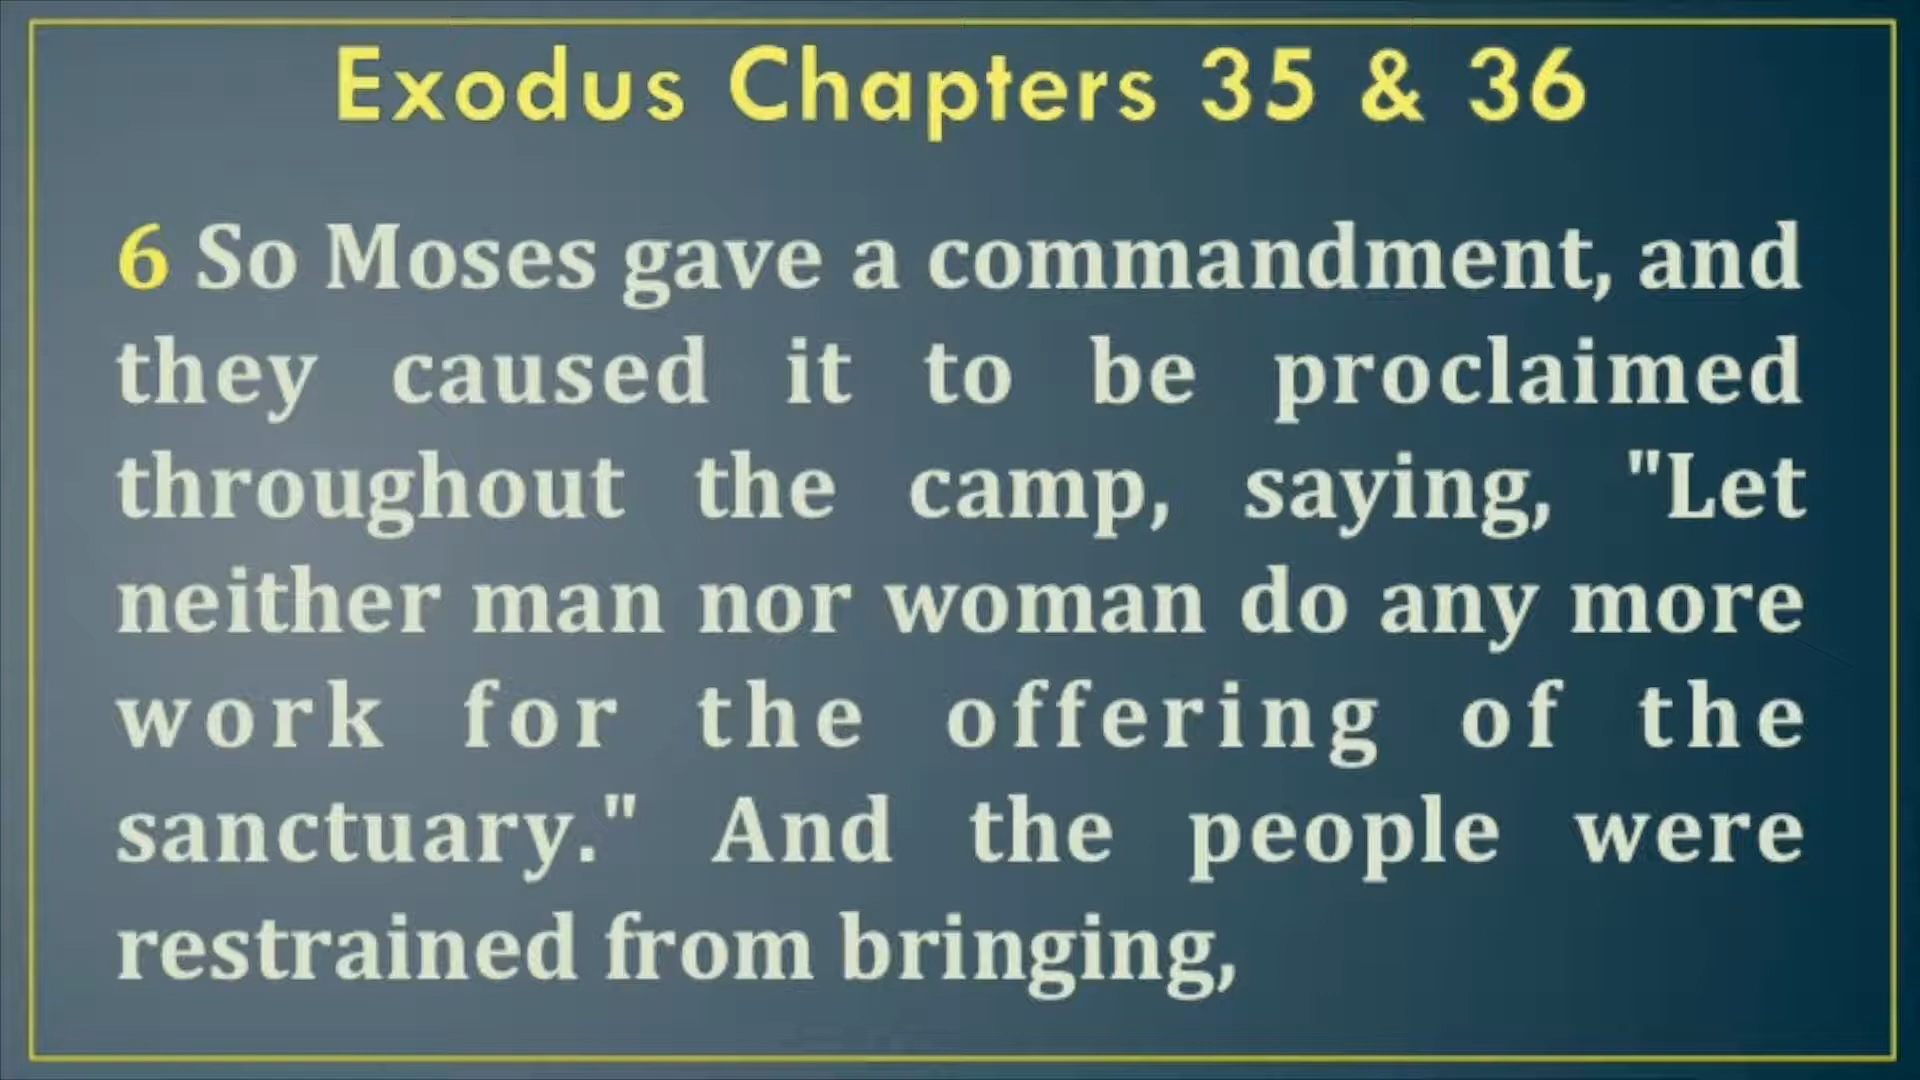 Exodus Chapters 35 & 36
6 So Moses gave a commandment, and
they caused it to be proclaimed
throughout the camp, saying, "Let
neither man nor woman do any more
work for the offering of the
sanctuary." And the people were
restrained from bringing,